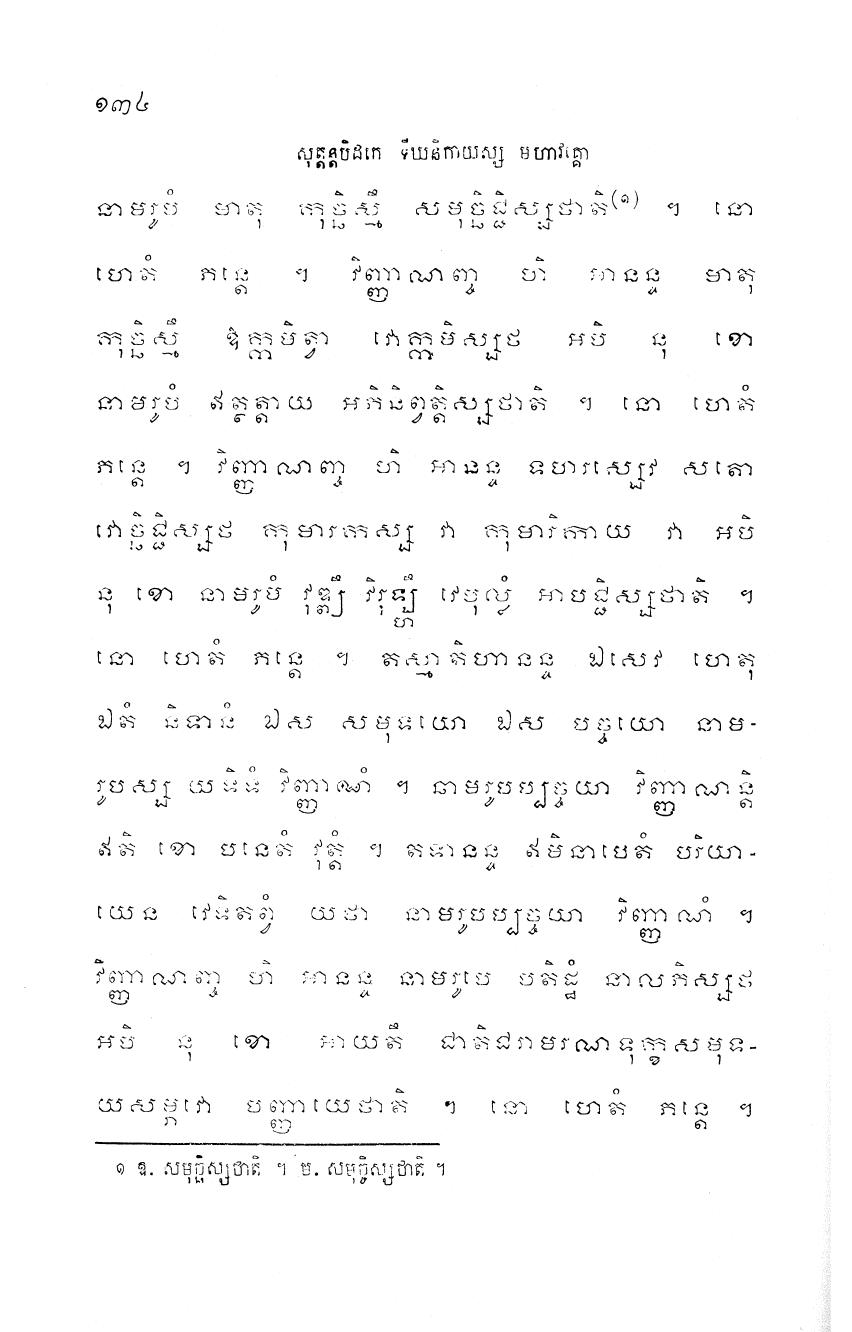 ១៣៤
សុត្តន្តបិដកេ ទីឃនិកាយស្ស មហាវគ្គោ
នាមរូបំ មាតុ កុច្ឆិស្មឹ សមុច្ឆិជ្ជិស្សថាតិ(១) ។ នោ
ហេតំ ភន្តេ ។ វិញ្ញាណញ្ច ហិ អានន្ទ មាតុ
កុច្ឆិស្មឹ ឱក្កាមិត្វា វោក្កមិស្សថ អបិ នុ ខោ
នាមរូបំ ឥត្ថត្តាយ អភិនិព្វត្តិស្សថាតិ ។ នោ ហេតំ
ភន្តេ ។ វិញ្ញាណញ្ច ហិ អានន្ទ ទហរស្សេវ សតោ
វោច្ឆិជ្ជិស្សថ កុមារកស្ស វា កុមារិកាយ វា អបិ
នុ ខោ នាមរូបំ វុឌ្ឍឹ វិរុឡ្ហឹ វេបុល្លំ អាបជ្ជិស្សថាតិ ។
នោ ហេតំ ភន្តេ ។ តស្មាតិហានន្ទ ឯសេវ ហេតុ
ឯតំ និទានំ ឯស សមុទយោ ឯស បច្ចយោ នាម-
រូបស្ស យទិទំ វិញ្ញាណំ ។ នាមរូបប្បច្ចយា វិញ្ញាណន្តិ
ឥតិ ខោ បនេតំ វុត្តំ ។ តទានន្ទ ឥមិនាបេតំ បរិយា-
យេន វេទិតព្វំ យថា នាមរូបប្បច្ចយា វិញ្ញាណំ ។
វិញ្ញាណញ្ច ហិ អានន្ទ នាមរូបេ បតិដ្ឋំ នាលភិស្សថ
អបិ នុ ខោ អាយតឹ ជាតិជរាមរណទុក្ខសមុទ-
យសម្ភវោ បញ្ញាយេថាតិ ។ នោ ហេតំ ភន្តេ ។
១ ឧ. សមុច្ឆិស្សថាតិ ។ ម. សមុច្ចិស្សថាតិ ។